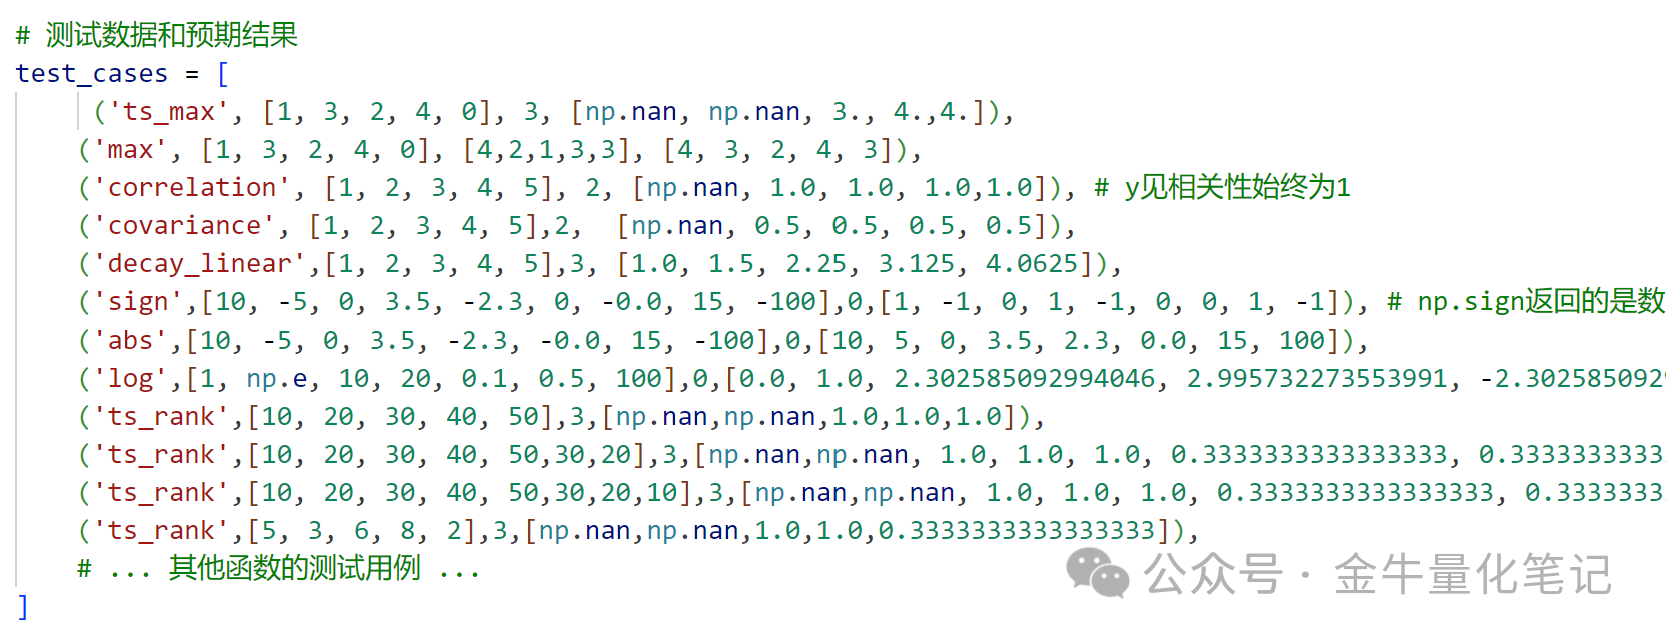 # 测试数据和预期结果
test_cases = [
('ts_max', [1, 3, 2, 4, 0], 3, [np.nan, np.nan, 3., 4.,4.]),
('max', [1, 3, 2, 4, 0], [4,2,1,3,3], [4, 3, 2, 4, 3]),
('correlation', [1, 2, 3, 4, 5], 2, [np.nan, 1.0, 1.0, 1.0,1.0]), # y见相关性始终为1
('covariance', [1, 2, 3, 4, 5],2,  [np.nan, 0.5, 0.5, 0.5, 0.5]),
('decay_linear',[1, 2, 3, 4, 5],3, [1.0, 1.5, 2.25, 3.125, 4.0625]),
('sign',[10, -5, 0, 3.5, -2.3, 0, -0.0, 15, -100],0,[1, -1, 0, 1, -1, 0, 0, 1, -1]), # np.sign返回的是数
('abs',[10, -5, 0, 3.5, -2.3, -0.0, 15, -100],0,[10, 5, 0, 3.5, 2.3, 0.0, 15, 100]),
('log',[1, np.e, 10, 20, 0.1, 0.5, 100],0,[0.0, 1.0, 2.302585092994046, 2.995732273553991, -2.302585092
('ts_rank',[10, 20, 30, 40, 50],3,[np.nan,np.nan,1.0,1.0,1.0]),
('ts_rank',[10, 20, 30, 40, 50,30,20],3,[np.nan,np.nan, 1.0, 1.0, 1.0, 0.3333333333333333, 0.33333333333
('ts_rank',[10, 20, 30, 40, 50,30,20,10],3,[np.nan,np.nan, 1.0, 1.0, 1.0, 0.3333333333333333, 0.3333333
('ts_rank',[5, 3, 6, 8, 2],3,[np.nan,np.nan,1.0,1.0,0.3333333333333333]),
# ... 其他函数的测试用例 ...
]
公众号 · 金牛量化笔记